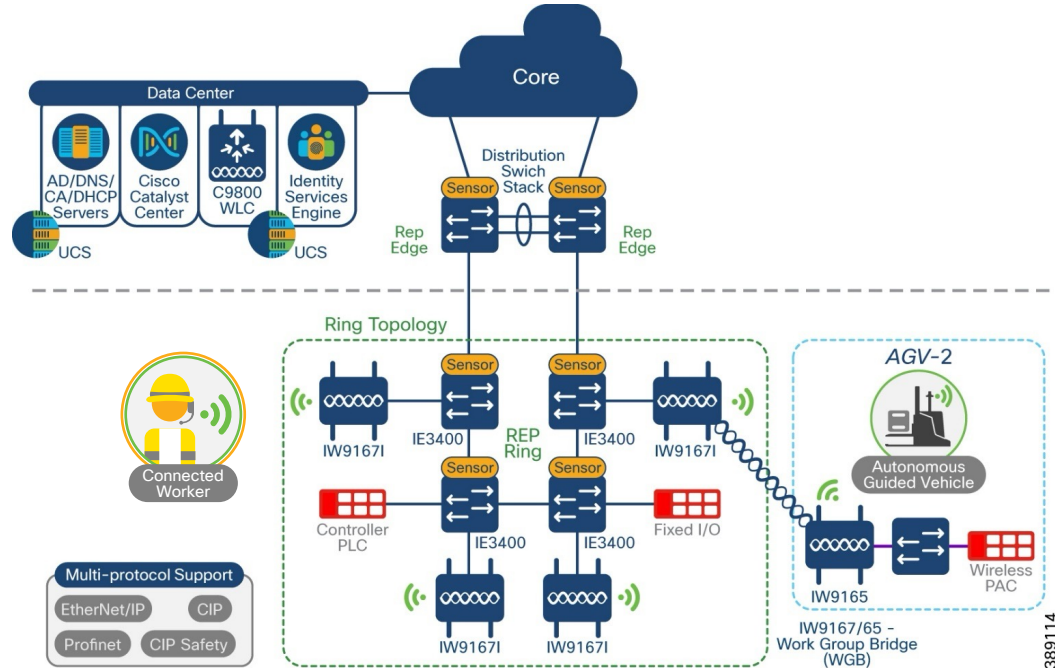 Core
Data Center
AD/DNS/
CA/DHCP
Servers
Cisco
Catalyst
Center
C9800
WLC
Identity
Services
Engine
UCS
UCS
Distribution
Swich
Stack
Sensor
Sensor
Rep
Edge
Rep
Edge
Ring Topology
Sensor
Sensor
IW9167I
IE3400
REP
Ring
IE3400
IW9167I
Sensor
Sensor
Controller
PLC
IE3400
IE3400
Fixed I/O
IW9167I
IW9167I
Connected
Worker
Multi-protocol Support
EtherNet/IP
CIP
Profinet
CIP Safety
AGV-2
Autonomous
Guided Vehicle
IW9165
Wireless
PAC
IW9167/65 -
Work Group Bridge
(WGB)
389114